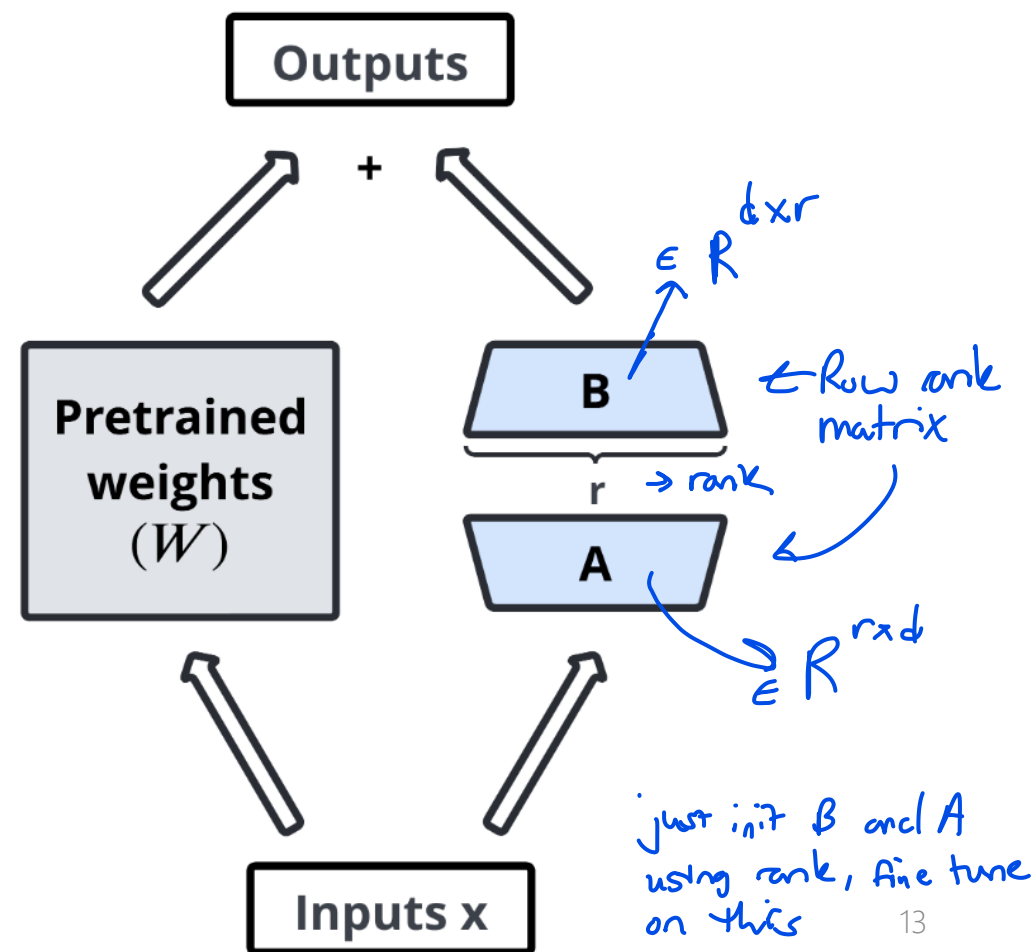 Outputs
+
∈ R^{d×r}
Pretrained
weights
(W)
B
← Row rank
matrix
r → rank
A
∈ R^{r×d}
just init B and A
using rank, fine tune
on this
Inputs x
13